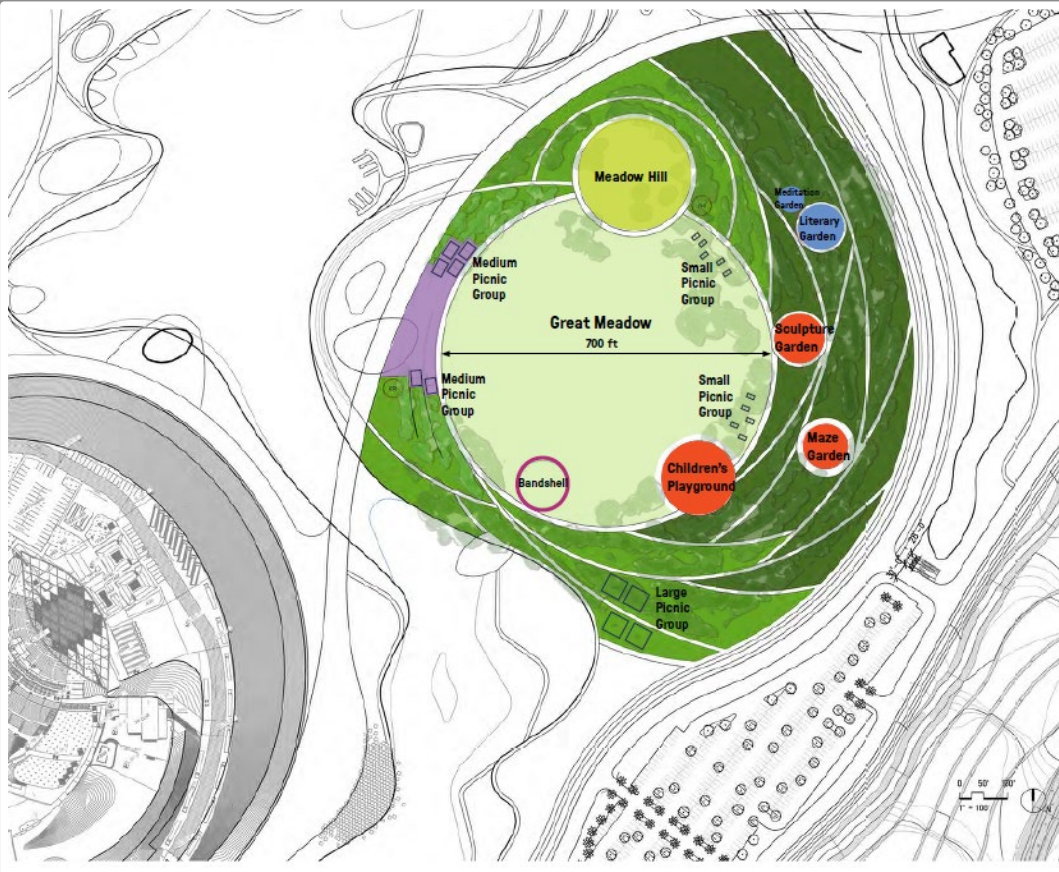 Meadow Hill
Meditation
Garden
Literary
Garden
Medium
Picnic
Group
Small
Picnic
Group
Great Meadow
700 ft
Sculpture
Garden
Medium
Picnic
Group
Small
Picnic
Group
Maze
Garden
Children's
Playground
Bandshell
Large
Picnic
Group
0 50' 100'
1" = 100'
N